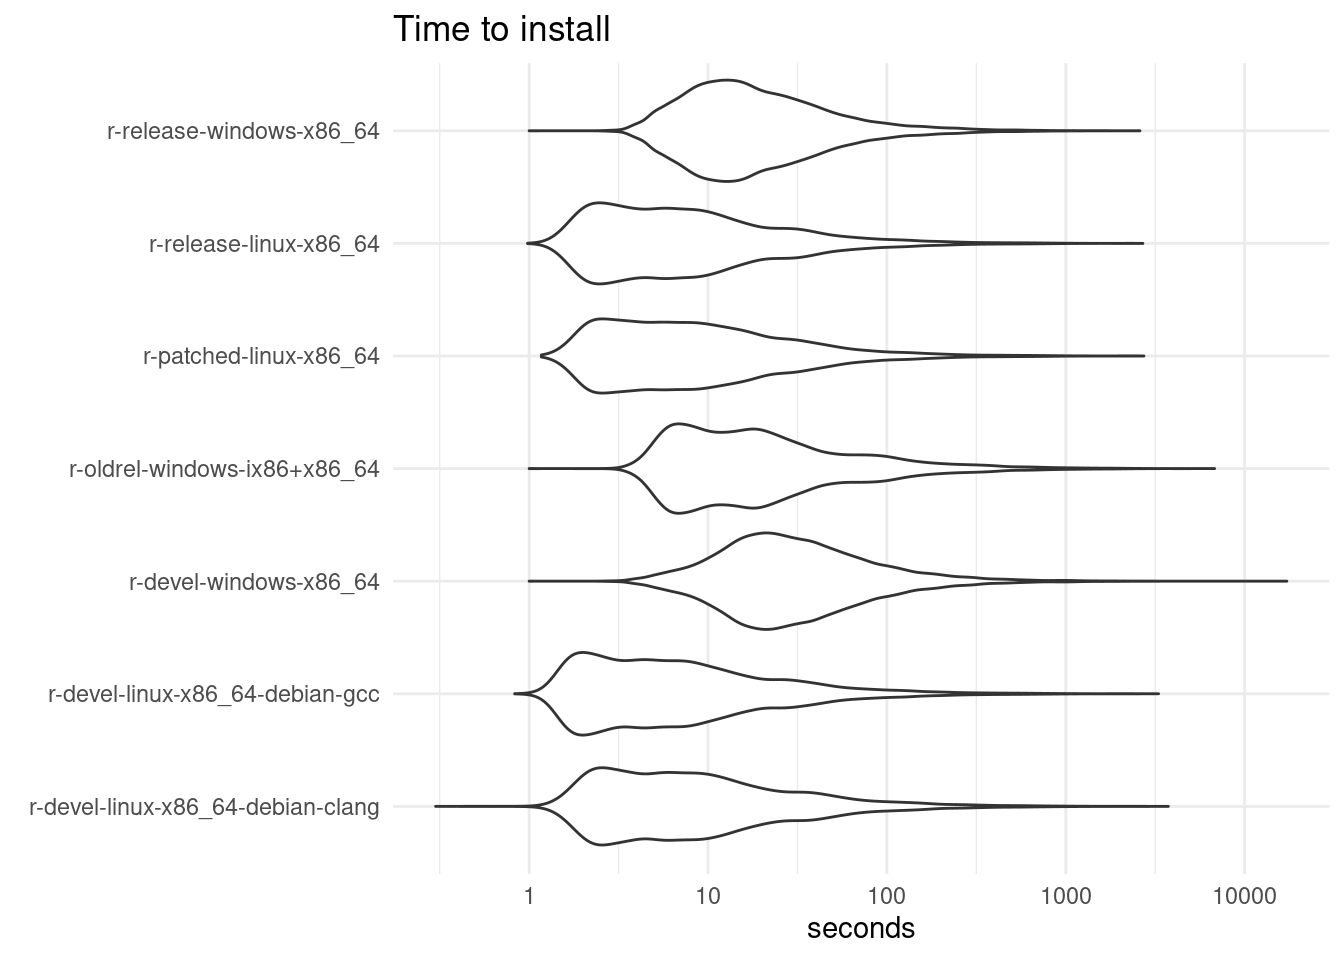 Time to install
r-release-windows-x86_64
r-release-linux-x86_64
r-patched-linux-x86_64
r-oldrel-windows-ix86+x86_64
r-devel-windows-x86_64
r-devel-linux-x86_64-debian-gcc
r-devel-linux-x86_64-debian-clang
1 10 100 1000 10000
seconds